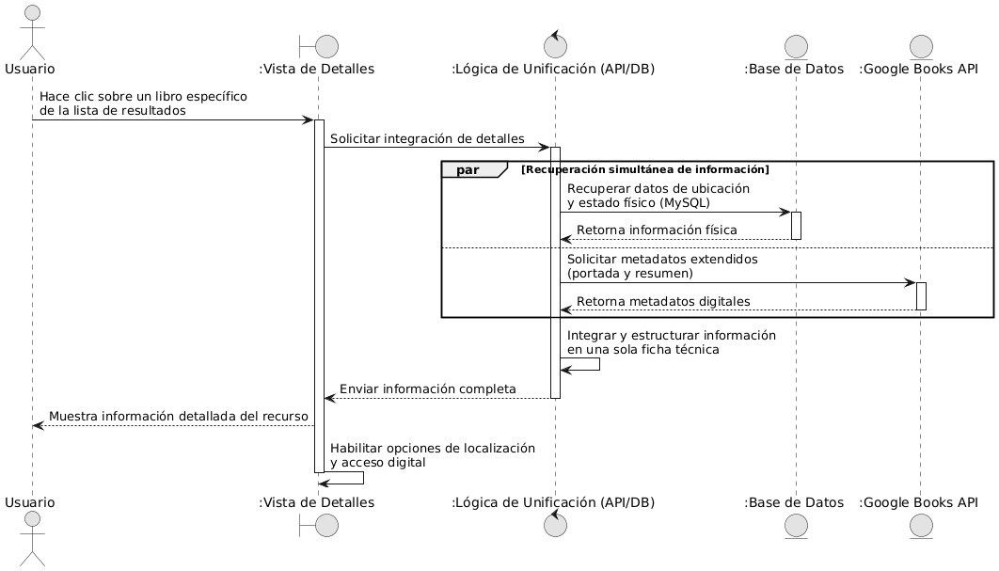 Usuario
:Vista de Detalles
:Lógica de Unificación (API/DB)
:Base de Datos
:Google Books API
Hace clic sobre un libro específico
de la lista de resultados
Solicitar integración de detalles
par
[Recuperación simultánea de información]
Recuperar datos de ubicación
y estado físico (MySQL)
Retorna información física
Solicitar metadatos extendidos
(portada y resumen)
Retorna metadatos digitales
Integrar y estructurar información
en una sola ficha técnica
Enviar información completa
Muestra información detallada del recurso
Habilitar opciones de localización
y acceso digital
Usuario
:Vista de Detalles
:Lógica de Unificación (API/DB)
:Base de Datos
:Google Books API